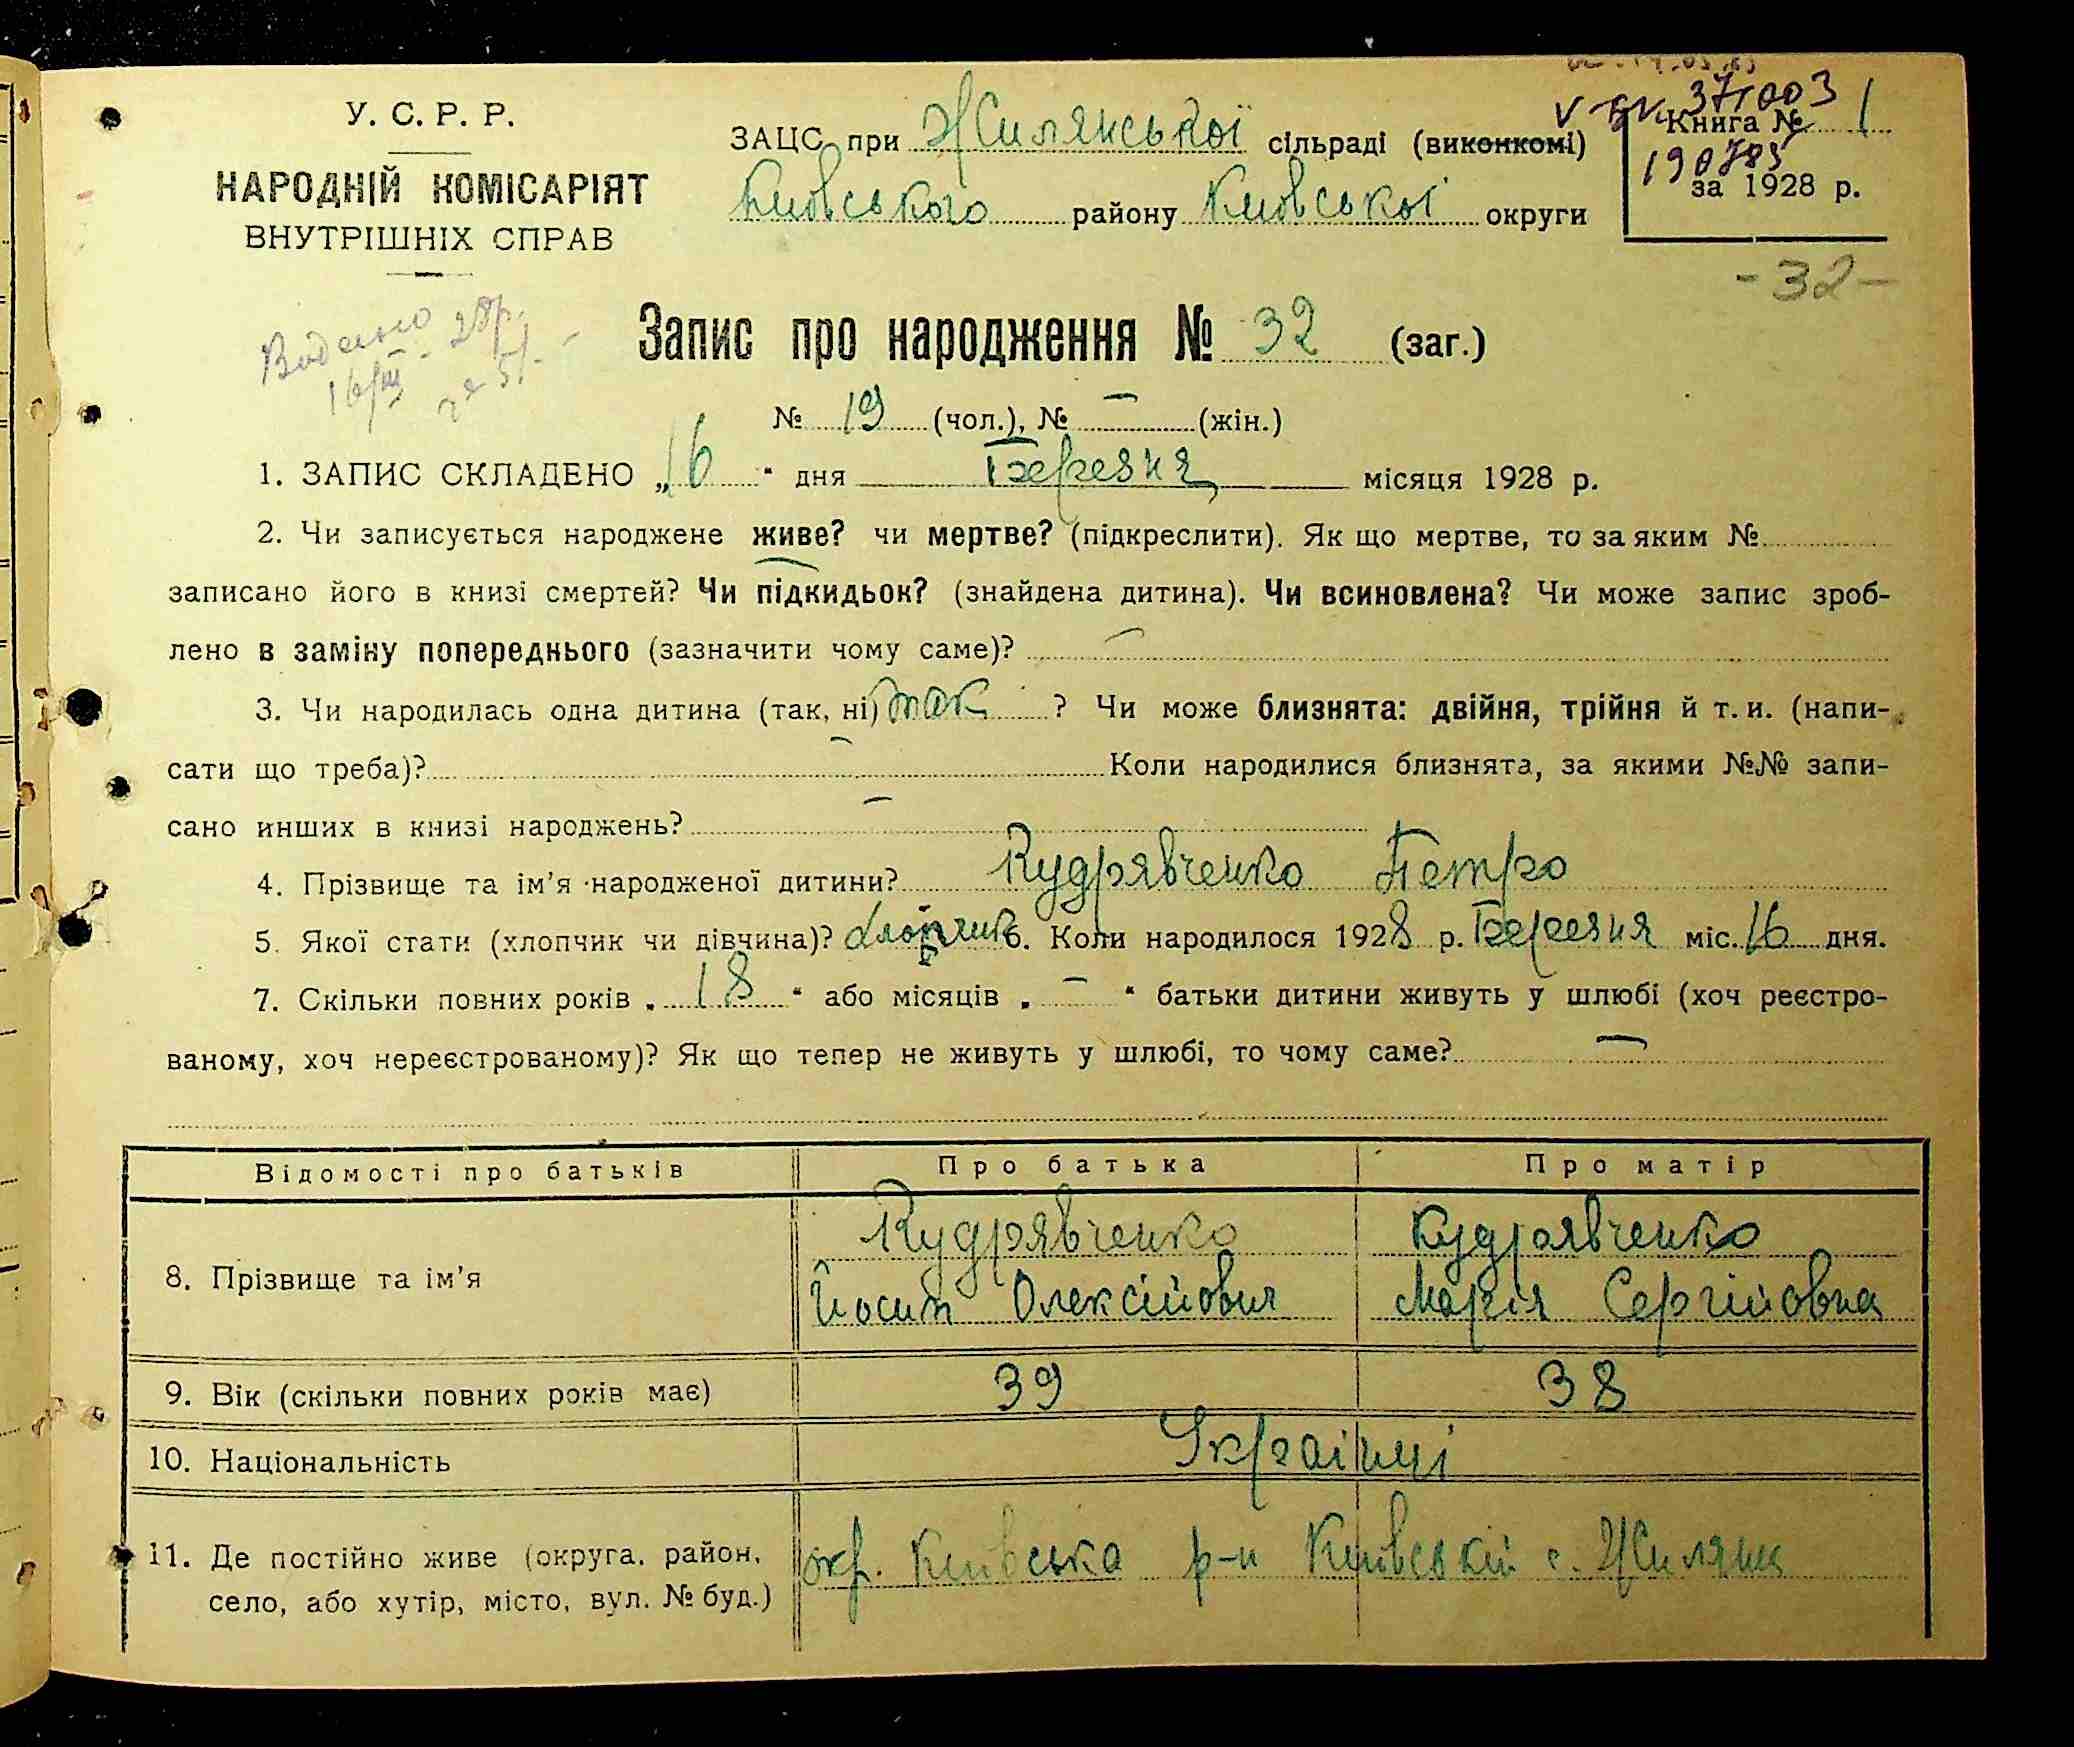 У. С. Р. Р.
НАРОДНІЙ КОМІСАРІЯТ
ВНУТРІШНІХ СПРАВ
ЗАЦС при Жилянської сільраді (виконкомі)
Київського району Київської округи
371003
Книга № 1
190785
за 1928 р.
-32-
28р.
Запис про народження № 32 (заг.)
№ 19 (чол.), № — (жін.)
1. ЗАПИС СКЛАДЕНО „16“ дня Березня місяця 1928 р.
2. Чи записується народжене живе? чи мертве? (підкреслити). Як що мертве, то за яким №
записано його в книзі смертей? Чи підкидьок? (знайдена дитина). Чи всиновлена? Чи може запис зроб-
лено в заміну попереднього (зазначити чому саме)? —
3. Чи народилась одна дитина (так, ні) так ? Чи може близнята: двійня, трійня й т. и. (напи-
сати що треба)? — Коли народилися близнята, за якими №№ запи-
сано инших в книзі народжень? —
4. Прізвище та ім'я народженої дитини? Кудрявченко Петро
5. Якої стати (хлопчик чи дівчина)? хлопчик 6. Коли народилося 1928 р. Березня міс. 16 дня.
7. Скільки повних років „18“ або місяців „—“ батьки дитини живуть у шлюбі (хоч реєстро-
ваному, хоч нереєстрованому)? Як що тепер не живуть у шлюбі, то чому саме? —
Відомості про батьків Про батька Про матір
8. Прізвище та ім'я Кудрявченко Йосип Олексійович Кудрявченко Марія Сергійовна
9. Вік (скільки повних років має) 39 38
10. Національність Українці
11. Де постійно живе (округа, район, окр. Київська р-н Київській с. Жиляни
село, або хутір, місто, вул. № буд.)